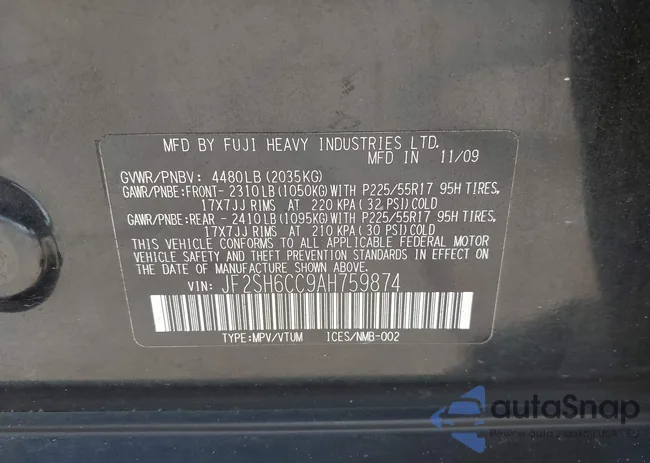 MFD BY FUJI HEAVY INDUSTRIES LTD.
MFD IN 11/09
GVWR/PNBV: 4480LB (2035KG)
GAWR/PNBE:FRONT- 2310LB (1050KG) WITH P225/55R17 95H TIRES,
17X7JJ RIMS AT 220 KPA ( 32 PSI) COLD
GAWR/PNBE:REAR - 2410LB (1095KG) WITH P225/55R17 95H TIRES,
17X7JJ RIMS AT 210 KPA ( 30 PSI) COLD
THIS VEHICLE CONFORMS TO ALL APPLICABLE FEDERAL MOTOR
VEHICLE SAFETY AND THEFT PREVENTION STANDARDS IN EFFECT ON
THE DATE OF MANUFACTURE SHOWN ABOVE.
VIN: JF2SH6CC9AH759874
TYPE:MPV/VTUM ICES/NMB-002
autoSnap